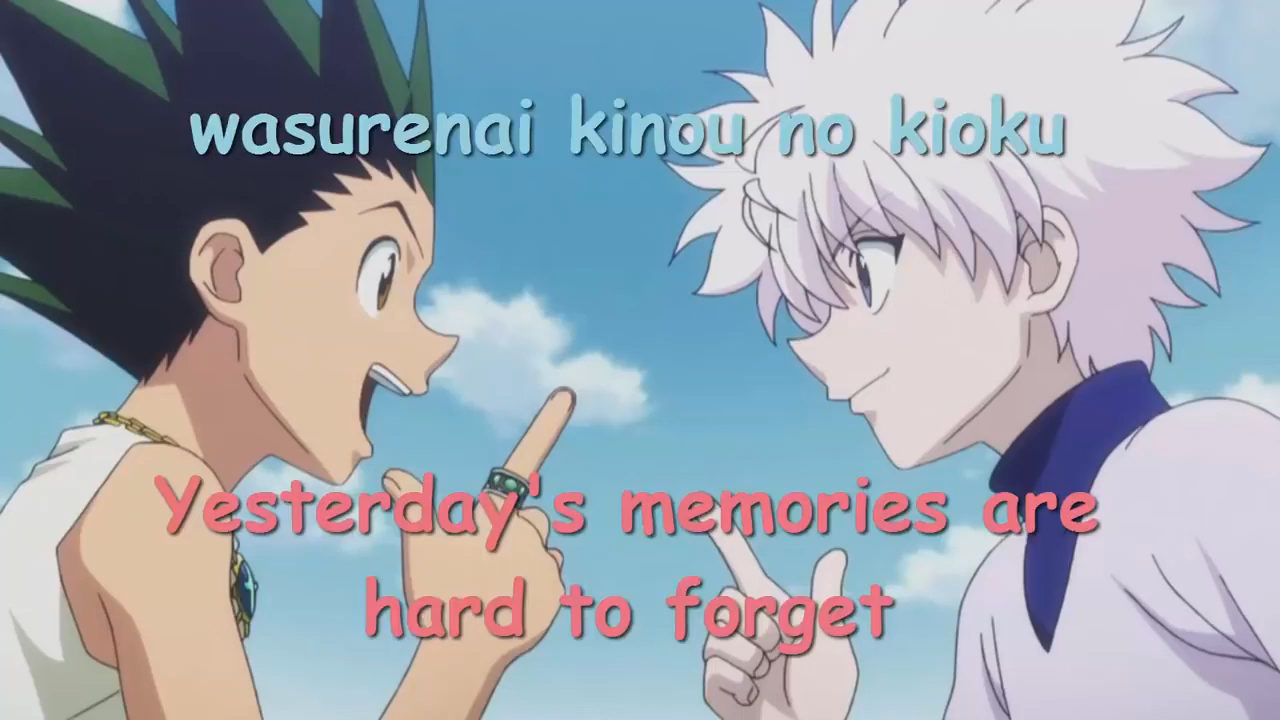 wasurenai kinou no kioku
Yesterday's memories are
hard to forget